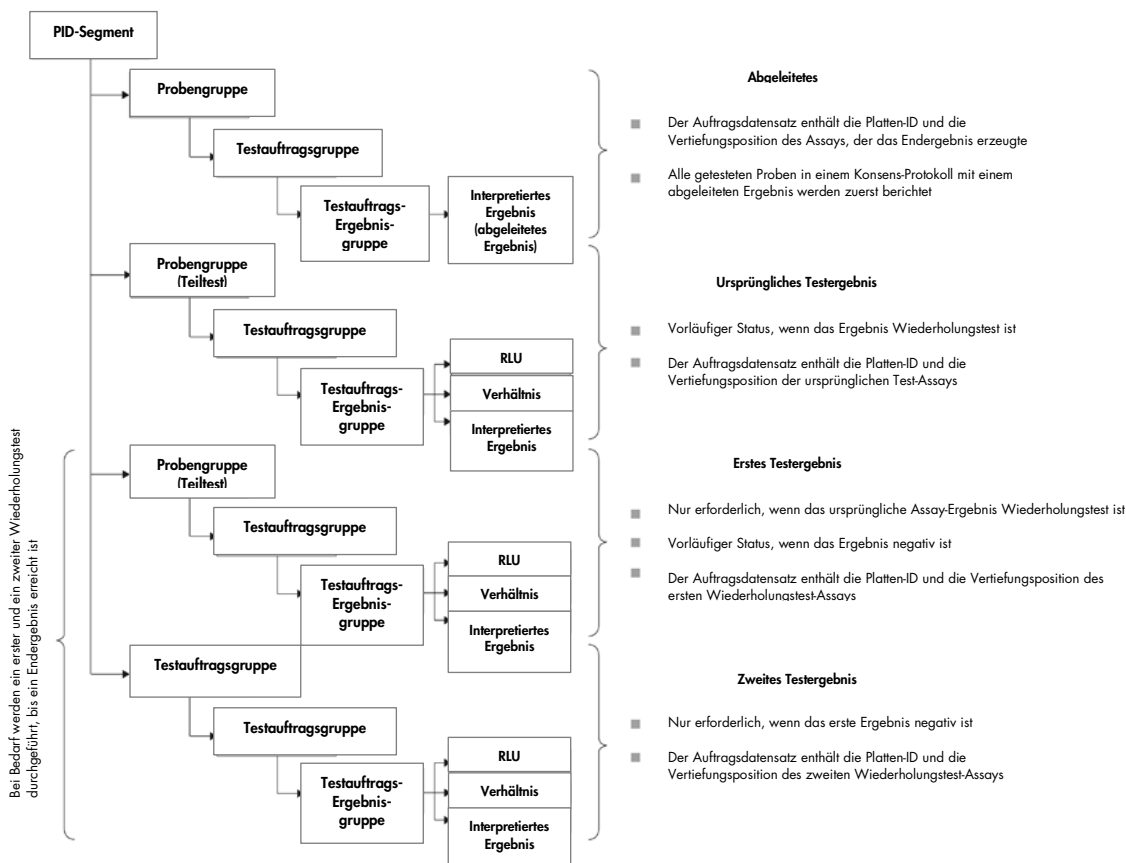 PID-Segment
Probengruppe
Testauftragsgruppe
Testauftrags-
Ergebnis-
gruppe
Interpretiertes
Ergebnis
(abgeleitetes
Ergebnis)
Abgeleitetes
Der Auftragsdatensatz enthält die Platten-ID und die
Vertiefungsposition des Assays, der das Endergebnis erzeugte
Alle getesteten Proben in einem Konsens-Protokoll mit einem
abgeleiteten Ergebnis werden zuerst berichtet
Probengruppe
(Teiltest)
Testauftragsgruppe
Testauftrags-
Ergebnis-
gruppe
RLU
Verhältnis
Interpretiertes
Ergebnis
Ursprüngliches Testergebnis
Vorläufiger Status, wenn das Ergebnis Wiederholungstest ist
Der Auftragsdatensatz enthält die Platten-ID und die
Vertiefungsposition der ursprünglichen Test-Assays
Bei Bedarf werden ein erster und ein zweiter Wiederholungstest
durchgeführt, bis ein Endergebnis erreicht ist
Probengruppe
(Teiltest)
Testauftragsgruppe
Testauftrags-
Ergebnis-
gruppe
RLU
Verhältnis
Interpretiertes
Ergebnis
Erstes Testergebnis
Nur erforderlich, wenn das ursprüngliche Assay-Ergebnis Wiederholungstest ist
Vorläufiger Status, wenn das Ergebnis negativ ist
Der Auftragsdatensatz enthält die Platten-ID und die Vertiefungsposition des
ersten Wiederholungstest-Assays
Testauftragsgruppe
Testauftragsgruppe
Testauftrags-
Ergebnis-
gruppe
RLU
Verhältnis
Interpretiertes
Ergebnis
Zweites Testergebnis
Nur erforderlich, wenn das erste Ergebnis negativ ist
Der Auftragsdatensatz enthält die Platten-ID und die
Vertiefungsposition des zweiten Wiederholungstest-Assays